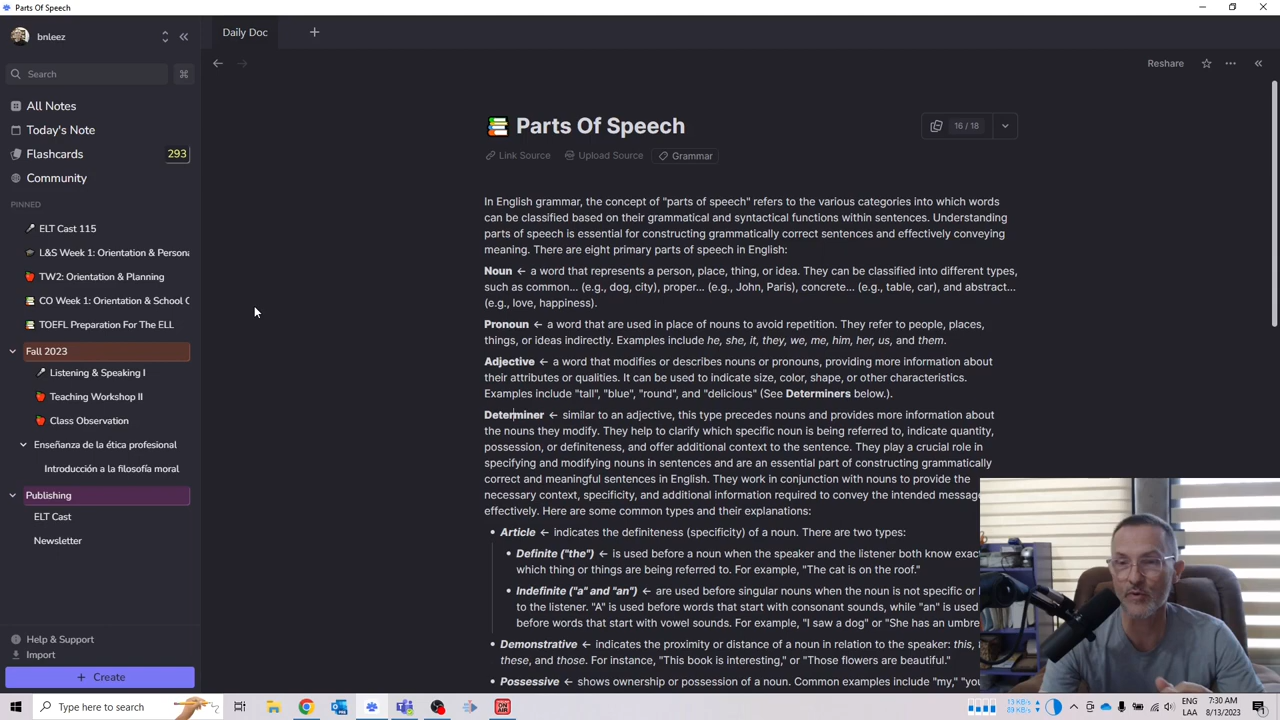 Parts Of Speech
bnleez
Daily Doc
Search
Reshare
All Notes
Today's Note
Flashcards
293
Community
PINNED
ELT Cast 115
L&S Week 1: Orientation & Persona
TW2: Orientation & Planning
CO Week 1: Orientation & School C
TOEFL Preparation For The ELL
Fall 2023
Listening & Speaking I
Teaching Workshop II
Class Observation
Enseñanza de la ética profesional
Introducción a la filosofía moral
Publishing
ELT Cast
Newsletter
Help & Support
Import
+ Create
Parts Of Speech
16 / 18
Link Source
Upload Source
Grammar
In English grammar, the concept of "parts of speech" refers to the various categories into which words
can be classified based on their grammatical and syntactical functions within sentences. Understanding
parts of speech is essential for constructing grammatically correct sentences and effectively conveying
meaning. There are eight primary parts of speech in English:
Noun ← a word that represents a person, place, thing, or idea. They can be classified into different types,
such as common... (e.g., dog, city), proper... (e.g., John, Paris), concrete... (e.g., table, car), and abstract...
(e.g., love, happiness).
Pronoun ← a word that are used in place of nouns to avoid repetition. They refer to people, places,
things, or ideas indirectly. Examples include he, she, it, they, we, me, him, her, us, and them.
Adjective ← a word that modifies or describes nouns or pronouns, providing more information about
their attributes or qualities. It can be used to indicate size, color, shape, or other characteristics.
Examples include "tall", "blue", "round", and "delicious" (See Determiners below.).
Determiner ← similar to an adjective, this type precedes nouns and provides more information about
the nouns they modify. They help to clarify which specific noun is being referred to, indicate quantity,
possession, or definiteness, and offer additional context to the sentence. They play a crucial role in
specifying and modifying nouns in sentences and are an essential part of constructing grammatically
correct and meaningful sentences in English. They work in conjunction with nouns to provide the
necessary context, specificity, and additional information required to convey the intended message
effectively. Here are some common types and their explanations:
• Article ← indicates the definiteness (specificity) of a noun. There are two types:
• Definite ("the") ← is used before a noun when the speaker and the listener both know exac
which thing or things are being referred to. For example, "The cat is on the roof."
• Indefinite ("a" and "an") ← are used before singular nouns when the noun is not specific or
to the listener. "A" is used before words that start with consonant sounds, while "an" is used
before words that start with vowel sounds. For example, "I saw a dog" or "She has an umbre
• Demonstrative ← indicates the proximity or distance of a noun in relation to the speaker: this,
these, and those. For instance, "This book is interesting," or "Those flowers are beautiful."
• Possessive ← shows ownership or possession of a noun. Common examples include "my," "you
Type here to search
13 KB/s
89 KB/s
ENG
LAA
7:30 AM
8/13/2023